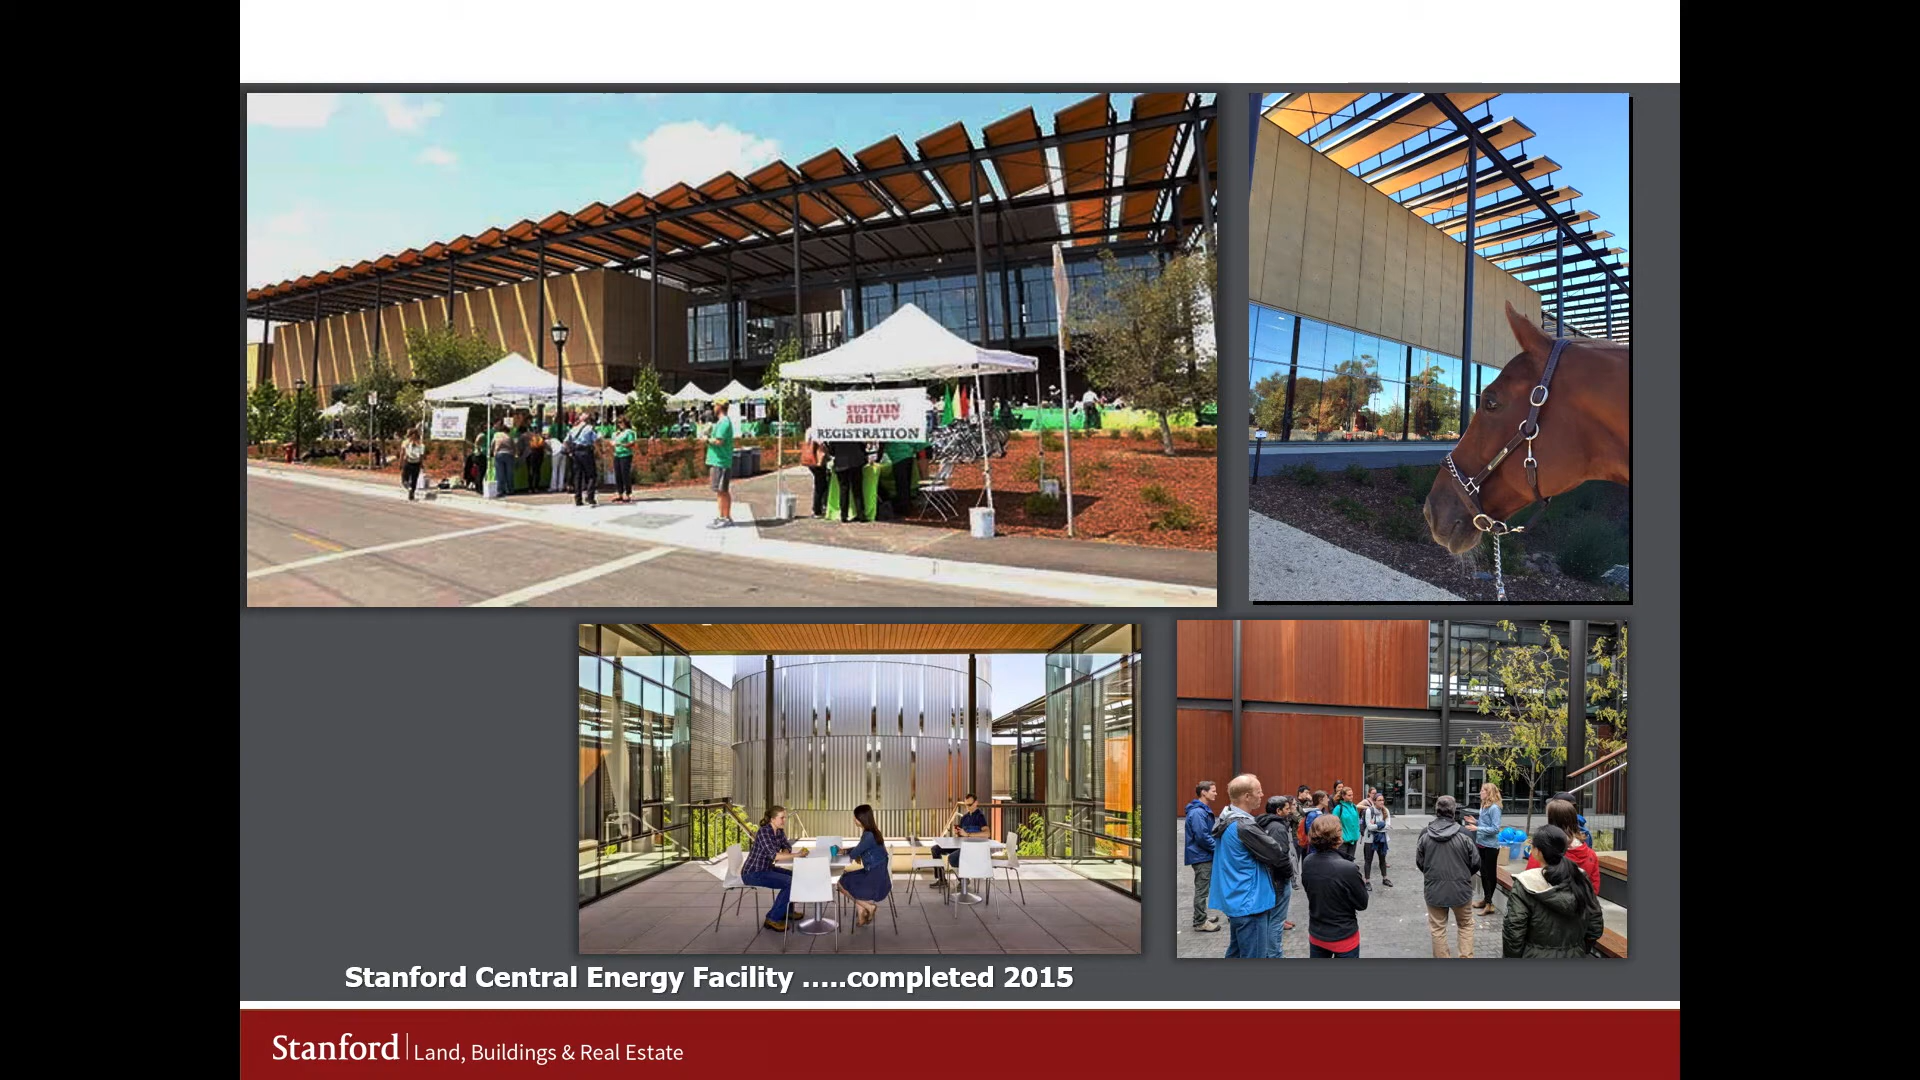 SUSTAIN
ABILITY
REGISTRATION
Stanford Central Energy Facility .....completed 2015
Stanford | Land, Buildings & Real Estate